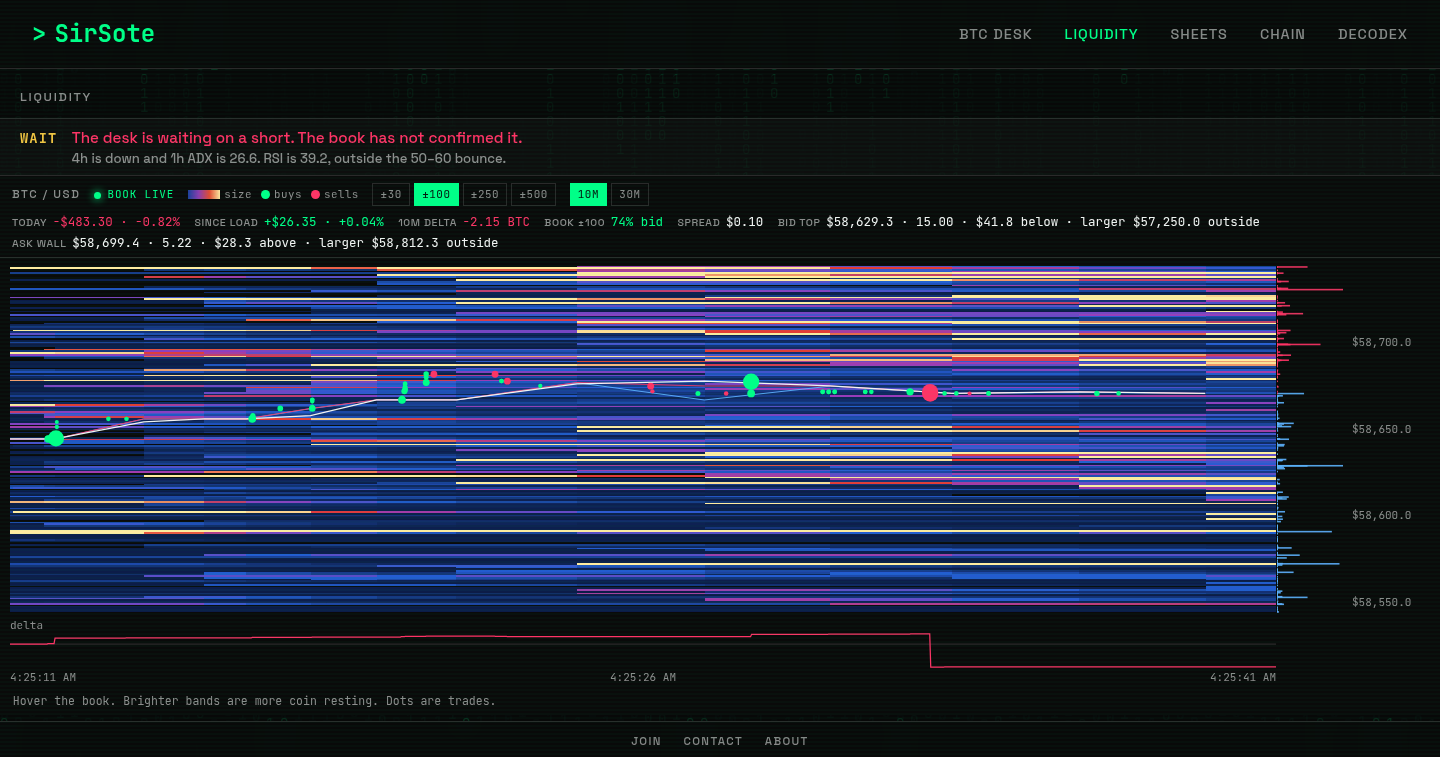 > SirSote
BTC DESK LIQUIDITY SHEETS CHAIN DECODEX
LIQUIDITY
WAIT The desk is waiting on a short. The book has not confirmed it.
4h is down and 1h ADX is 26.6. RSI is 39.2, outside the 50–60 bounce.
BTC / USD BOOK LIVE size buys sells ±30 ±100 ±250 ±500 10M 30M
TODAY -$483.30 · -0.82% SINCE LOAD +$26.35 · +0.04% 10M DELTA -2.15 BTC BOOK ±100 74% bid SPREAD $0.10 BID TOP $58,629.3 · 15.00 · $41.8 below · larger $57,250.0 outside
ASK WALL $58,699.4 · 5.22 · $28.3 above · larger $58,812.3 outside
$58,700.0
$58,650.0
$58,600.0
$58,550.0
delta
4:25:11 AM 4:25:26 AM 4:25:41 AM
Hover the book. Brighter bands are more coin resting. Dots are trades.
JOIN CONTACT ABOUT